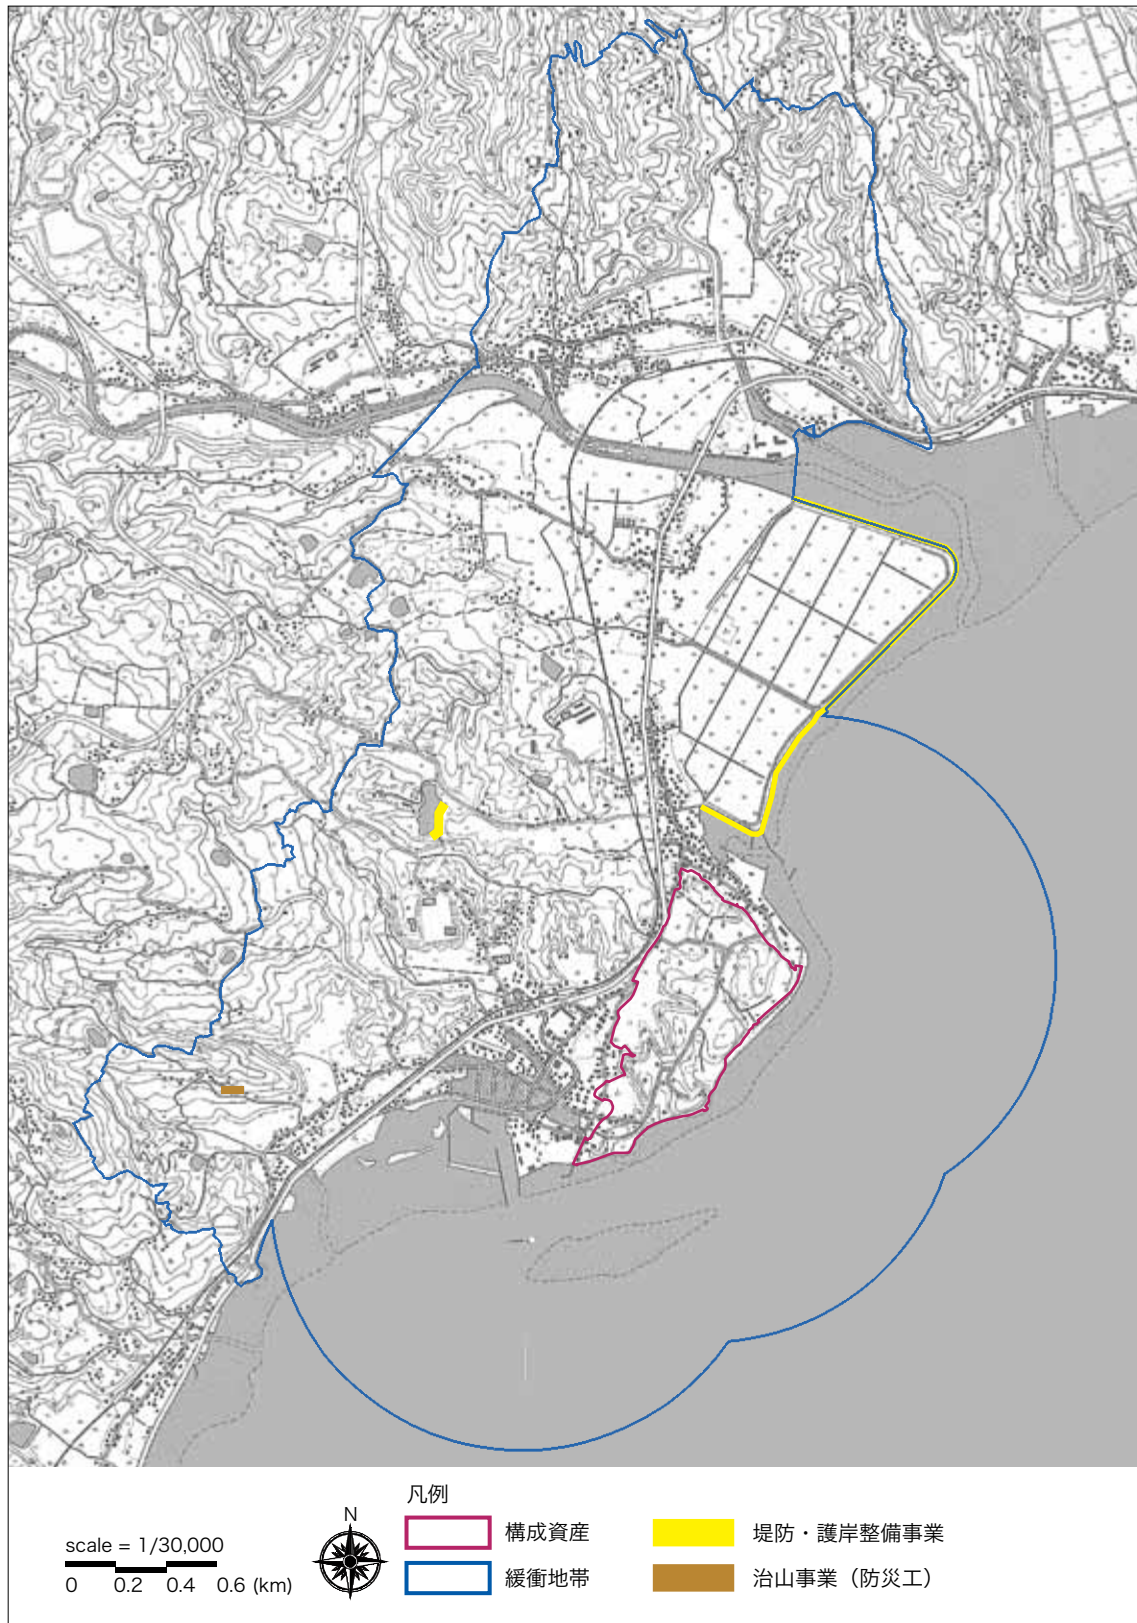 凡例
構成資産
緩衝地帯
堤防・護岸整備事業
治山事業（防災工）
scale = 1/30,000
0 0.2 0.4 0.6 (km)
N